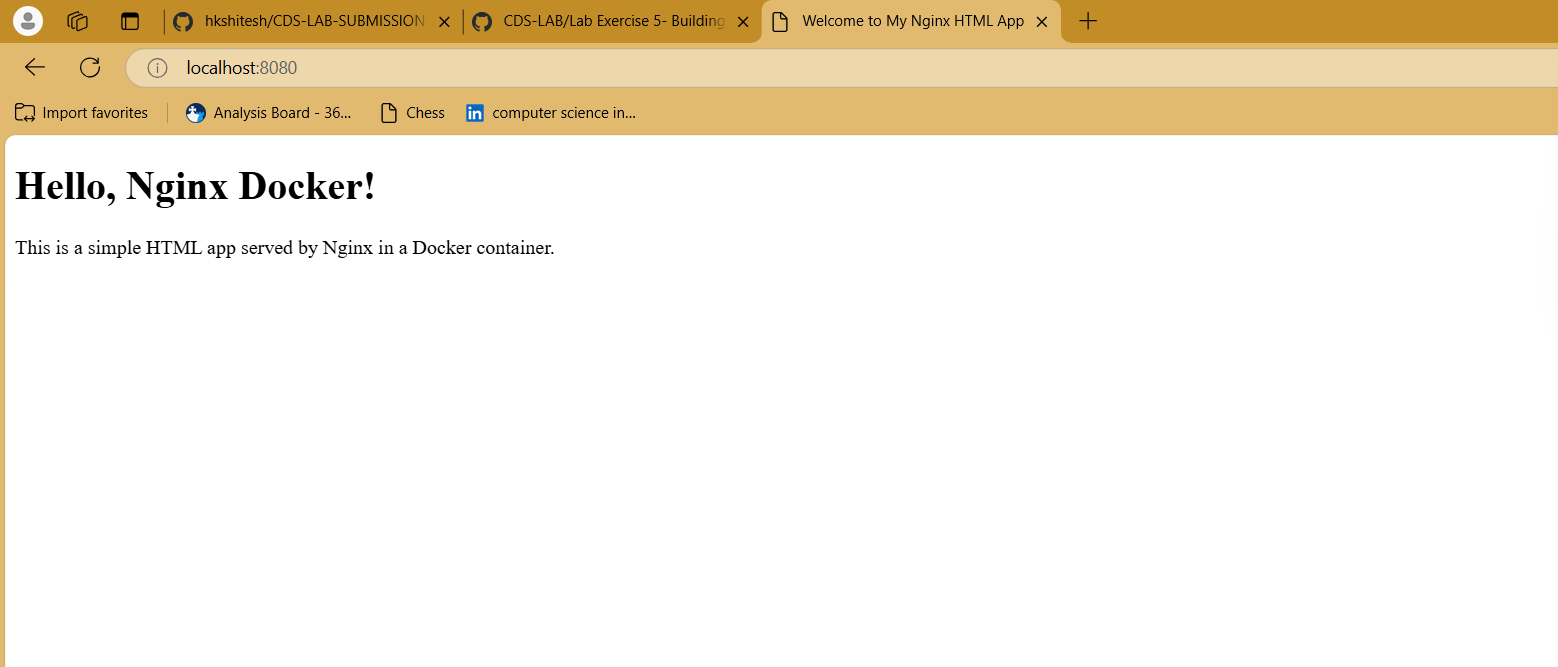 hkshitesh/CDS-LAB-SUBMISSION CDS-LAB/Lab Exercise 5- Building Welcome to My Nginx HTML App
localhost:8080
Import favorites Analysis Board - 36... Chess in computer science in...
Hello, Nginx Docker!
This is a simple HTML app served by Nginx in a Docker container.